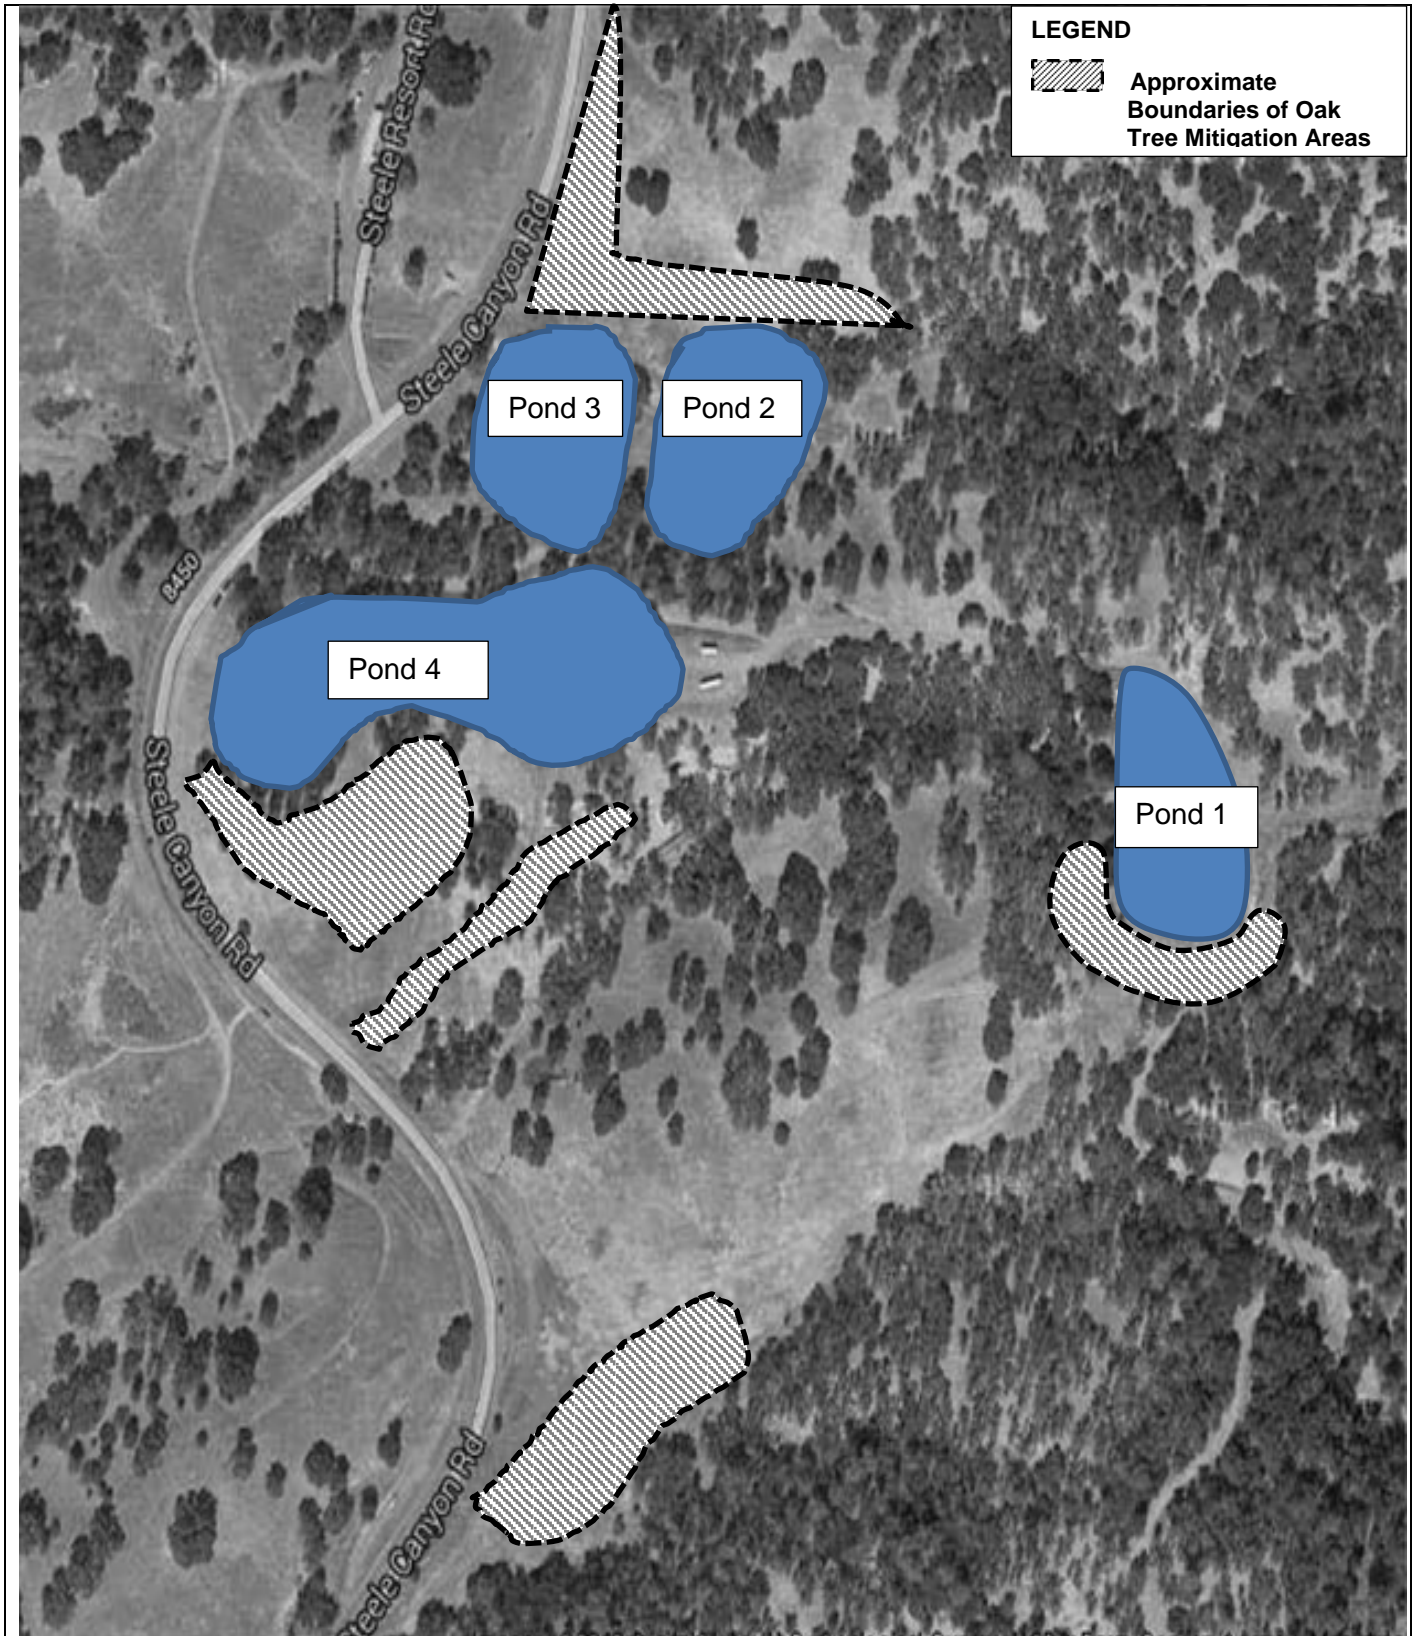 LEGEND
Approximate
Boundaries of Oak
Tree Mitigation Areas
Steele Resort Rd
Steele Canyon Rd
Pond 3
Pond 2
8450
Pond 4
Steele Canyon Rd
Pond 1
Steele Canyon Rd